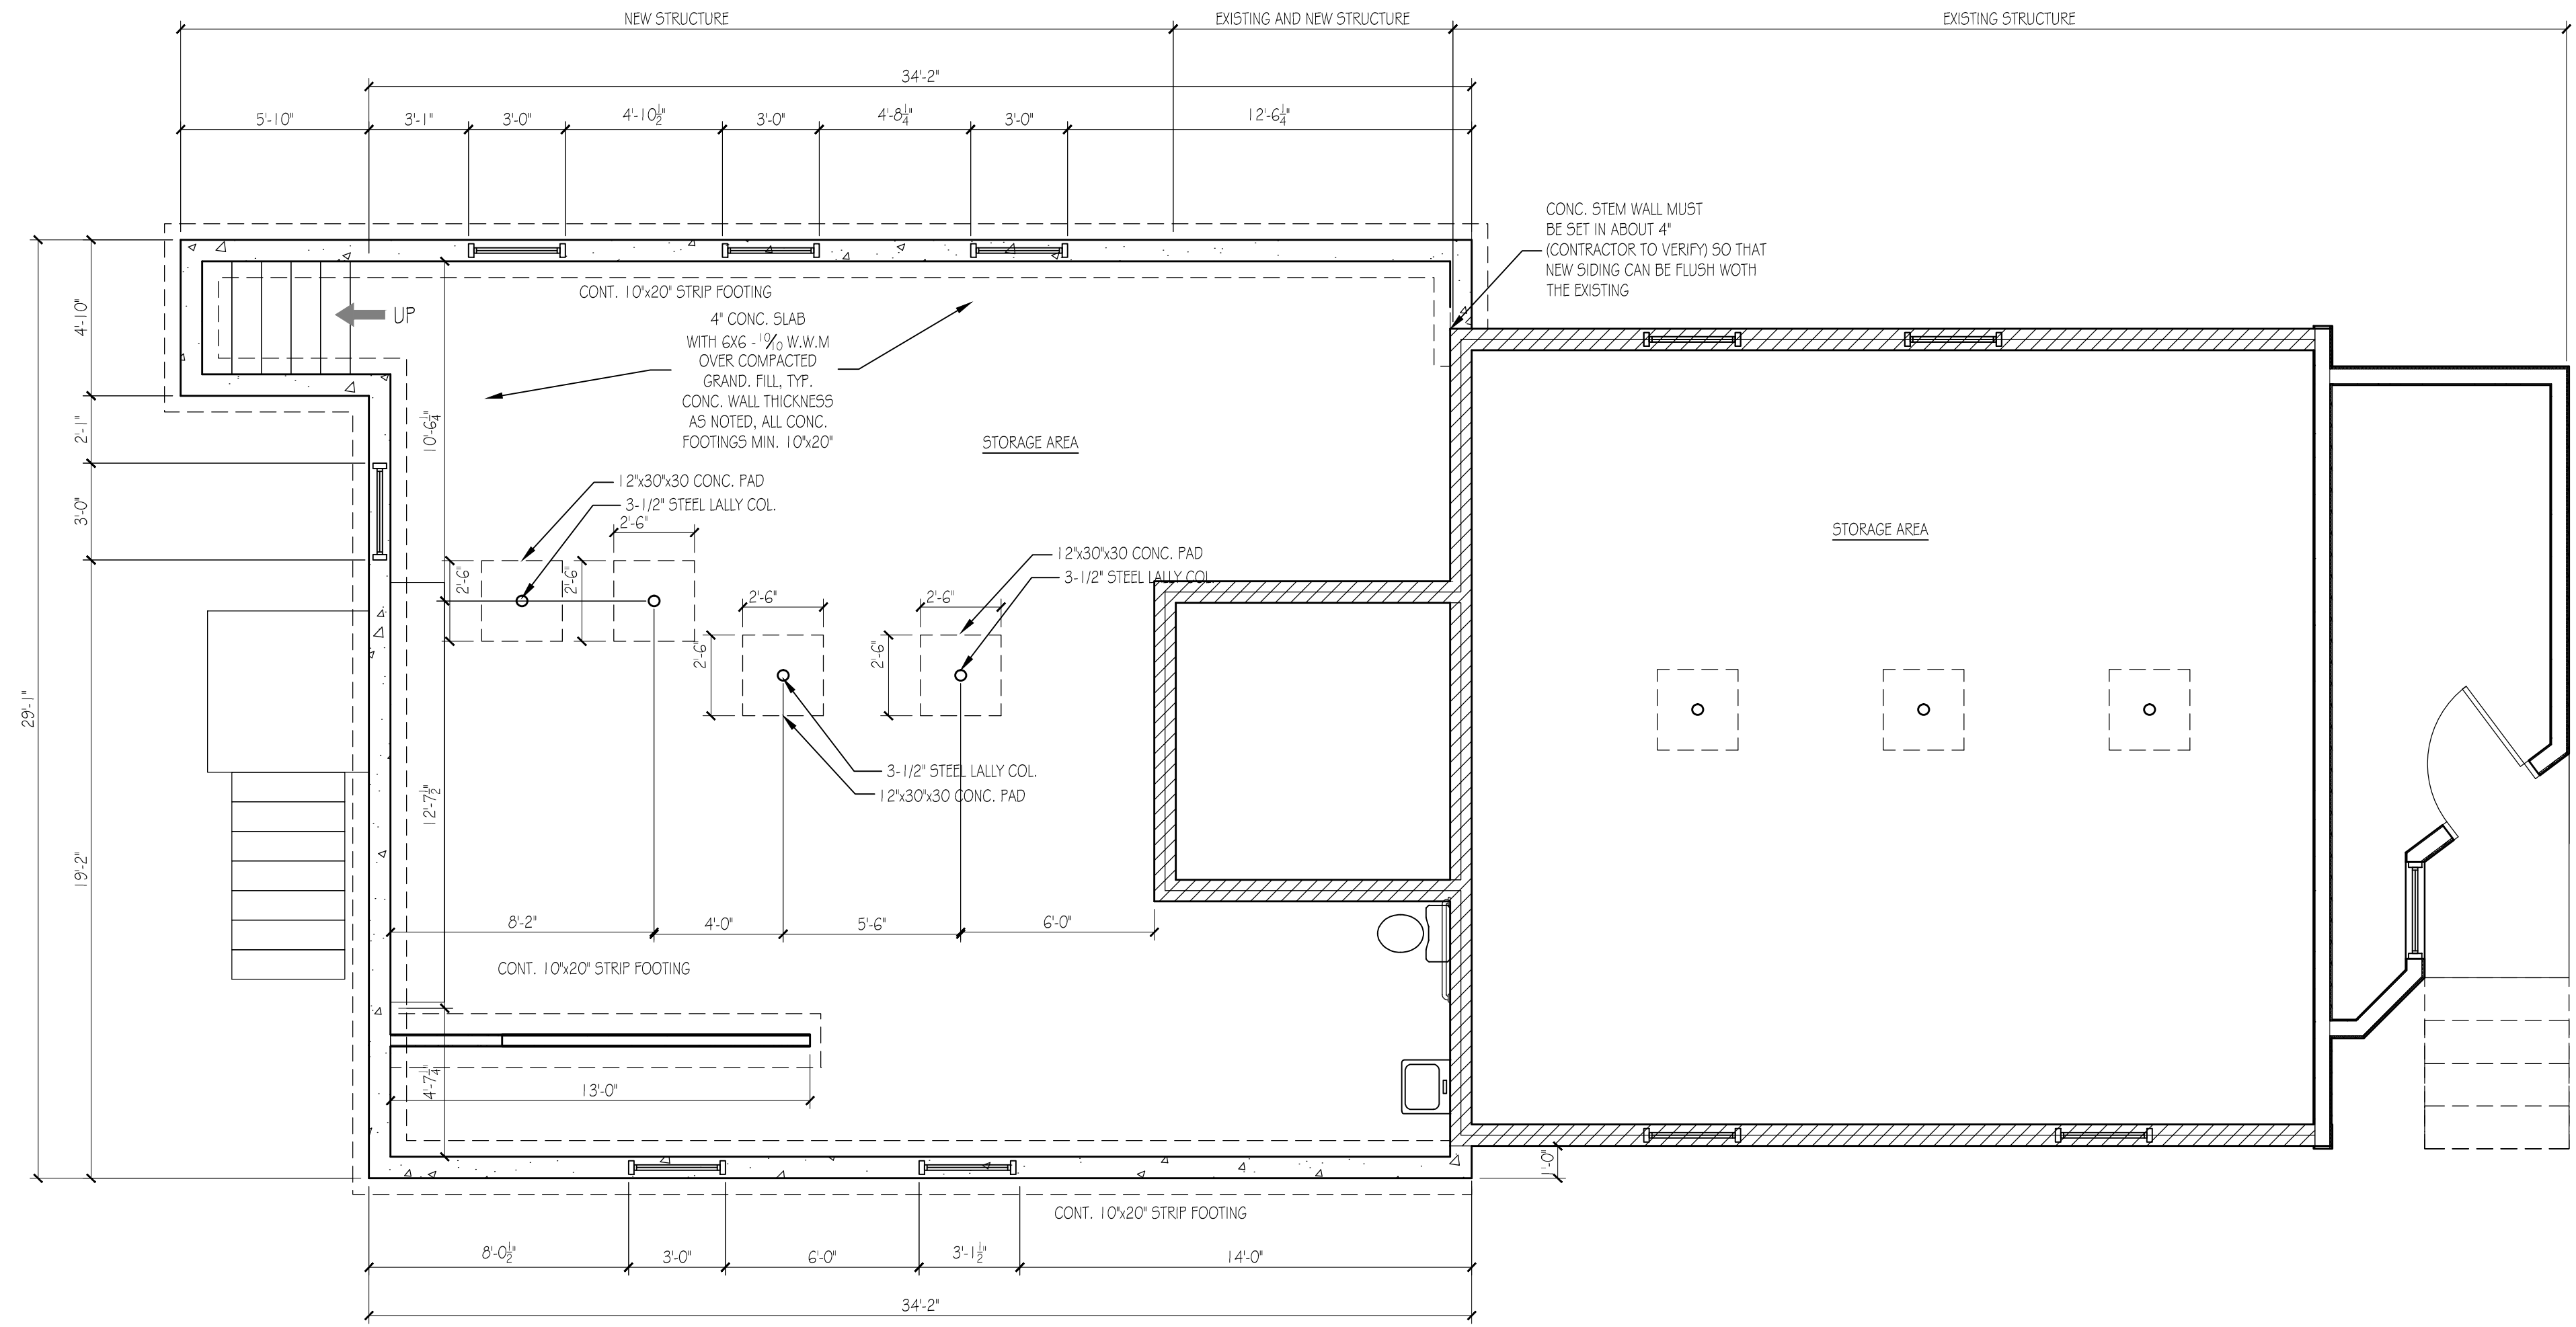 NEW STRUCTURE
EXISTING AND NEW STRUCTURE
EXISTING STRUCTURE
34'-2"
5'-10"
3'-1"
3'-0"
4'-10½"
3'-0"
4'-8¼"
3'-0"
12'-6¼"
CONC. STEM WALL MUST
BE SET IN ABOUT 4"
(CONTRACTOR TO VERIFY) SO THAT
NEW SIDING CAN BE FLUSH WOTH
THE EXISTING
UP
CONT. 10"x20" STRIP FOOTING
4" CONC. SLAB
WITH 6X6 - 10/10 W.W.M
OVER COMPACTED
GRAND. FILL, TYP.
CONC. WALL THICKNESS
AS NOTED, ALL CONC.
FOOTINGS MIN. 10"x20"
4'-10"
2'-1"
3'-0"
19'-2"
29'-1"
10'-6¼"
12'-7½"
4'-7¼"
STORAGE AREA
12"x30"x30 CONC. PAD
3-1/2" STEEL LALLY COL.
2'-6"
2'-6"
2'-6"
12"x30"x30 CONC. PAD
3-1/2" STEEL LALLY COL.
2'-6"
2'-6"
2'-6"
2'-6"
3-1/2" STEEL LALLY COL.
12"x30"x30 CONC. PAD
STORAGE AREA
8'-2"
4'-0"
5'-6"
6'-0"
CONT. 10"x20" STRIP FOOTING
13'-0"
1'-0"
CONT. 10"x20" STRIP FOOTING
8'-0½"
3'-0"
6'-0"
3'-1½"
14'-0"
34'-2"